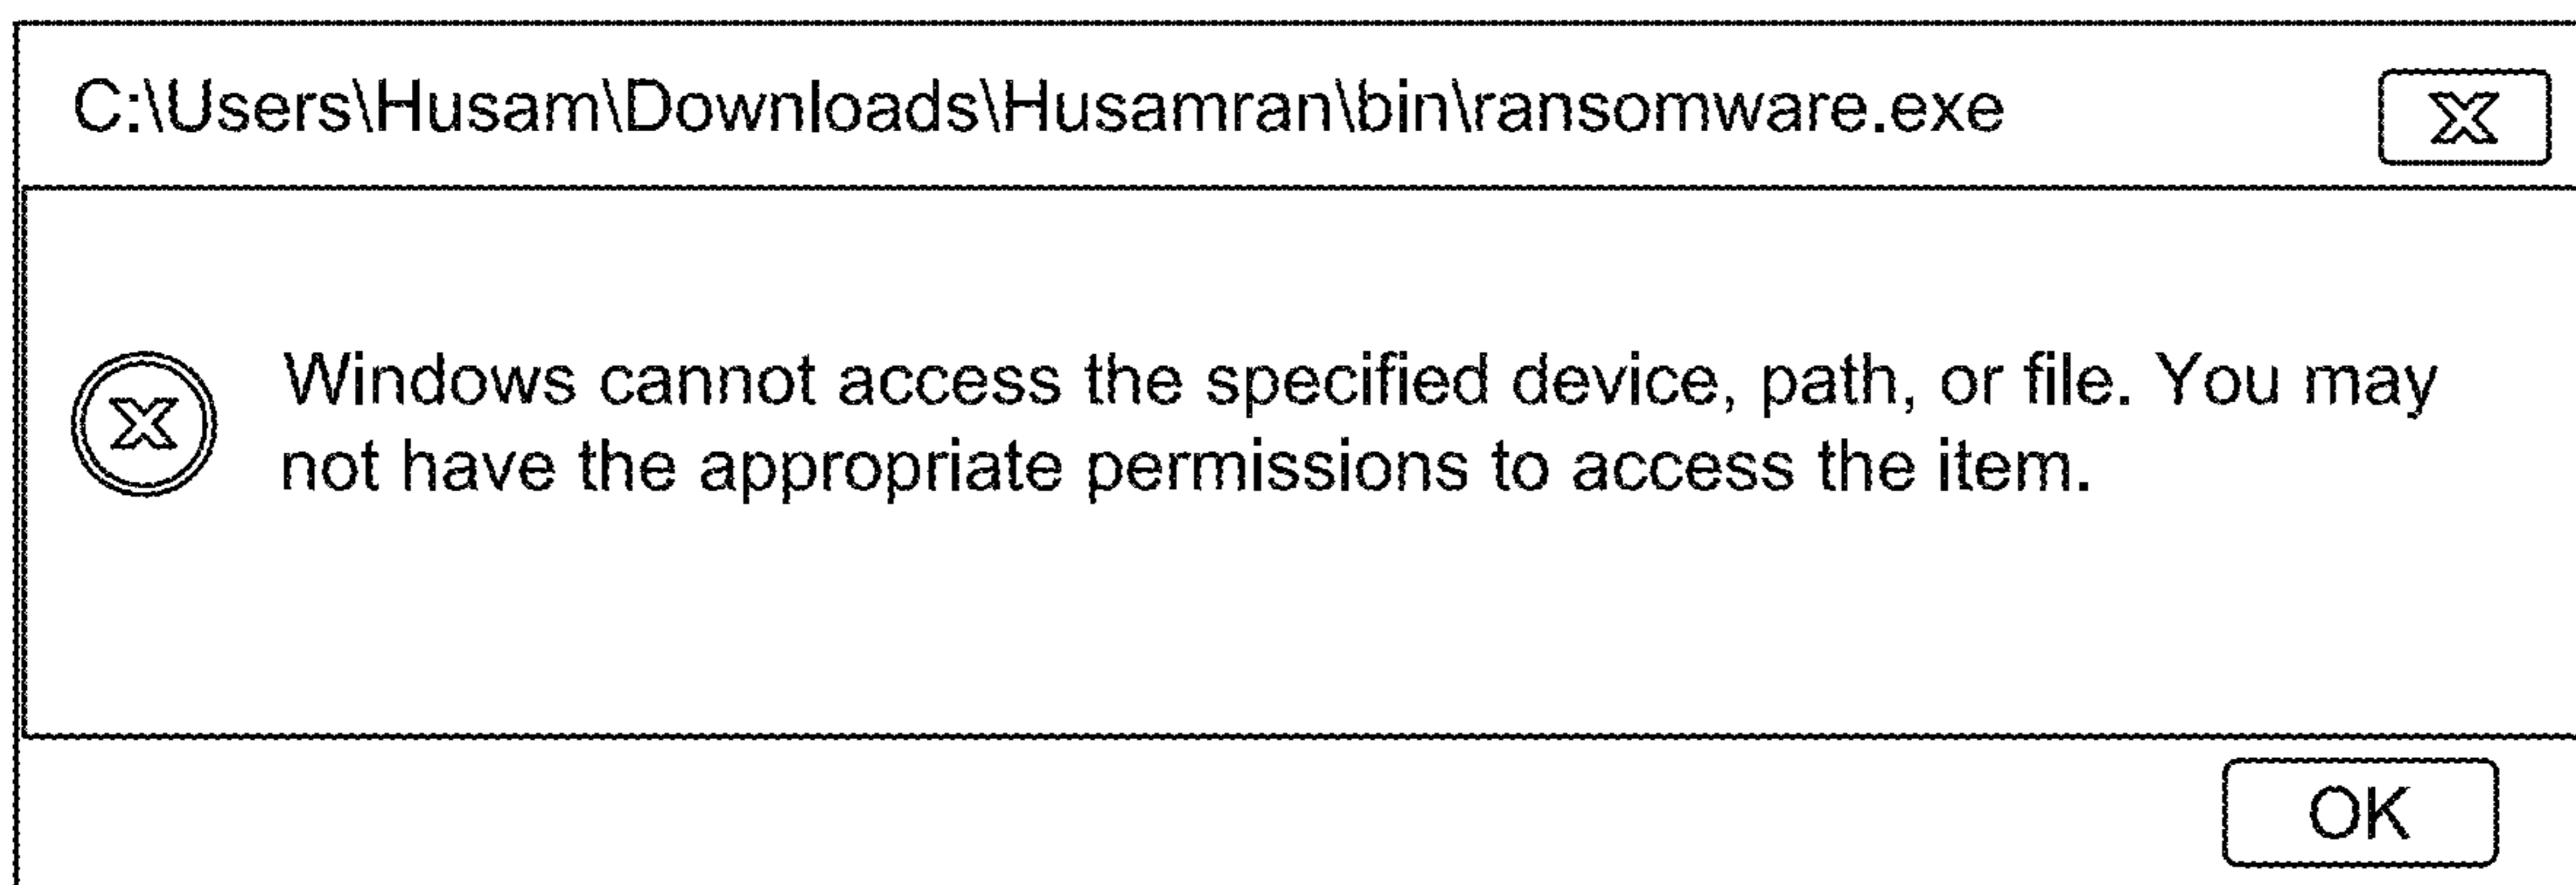 C:\Users\Husam\Downloads\Husamran\bin\ransomware.exe
X
Windows cannot access the specified device, path, or file. You may
X
not have the appropriate permissions to access the item.
OK